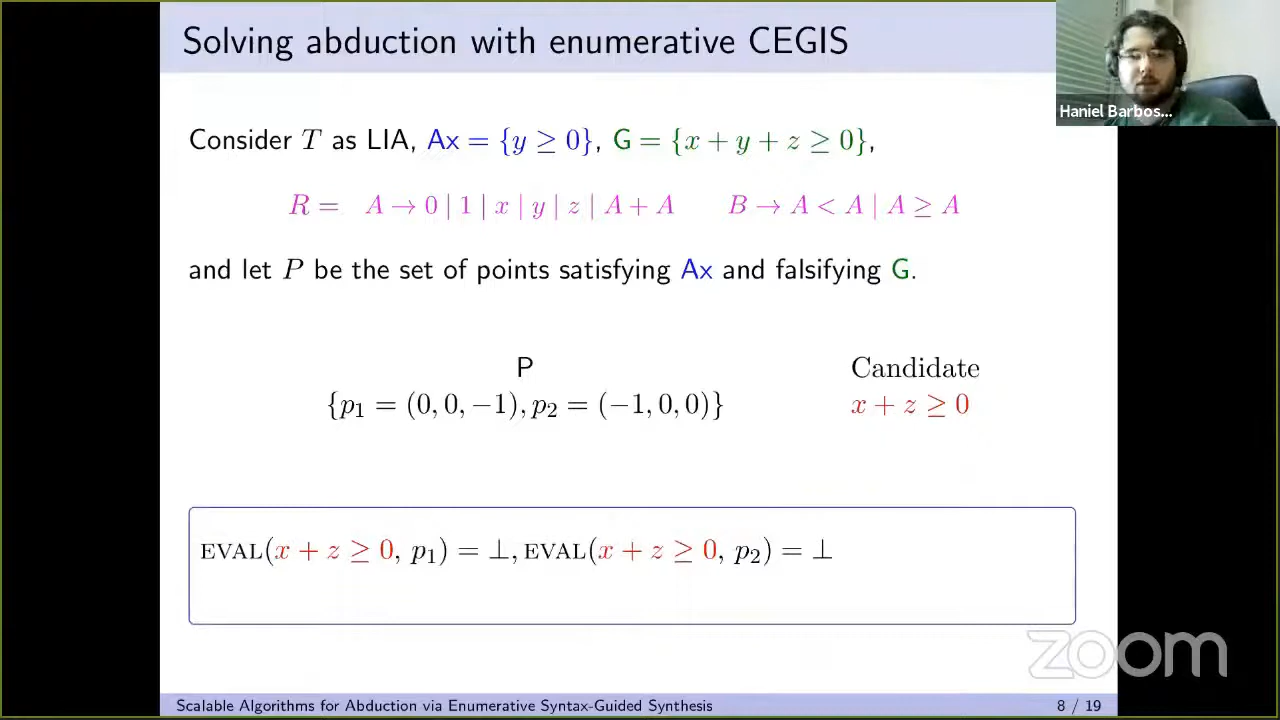 Solving abduction with enumerative CEGIS
Haniel Barbos...
Consider T as LIA, Ax = {y ≥ 0}, G = {x + y + z ≥ 0},
R = A → 0 | 1 | x | y | z | A + A B → A < A | A ≥ A
and let P be the set of points satisfying Ax and falsifying G.
P Candidate
{p₁ = (0, 0, −1), p₂ = (−1, 0, 0)} x + z ≥ 0
EVAL(x + z ≥ 0, p₁) = ⊥, EVAL(x + z ≥ 0, p₂) = ⊥
zoom
Scalable Algorithms for Abduction via Enumerative Syntax-Guided Synthesis 8 / 19